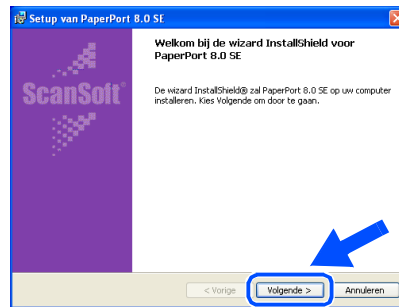 Setup van PaperPort 8.0 SE
Welkom bij de wizard InstallShield voor
PaperPort 8.0 SE
ScanSoft®
De wizard InstallShield® zal PaperPort 8.0 SE op uw computer
installeren. Kies Volgende om door te gaan.
< Vorige Volgende > Annuleren